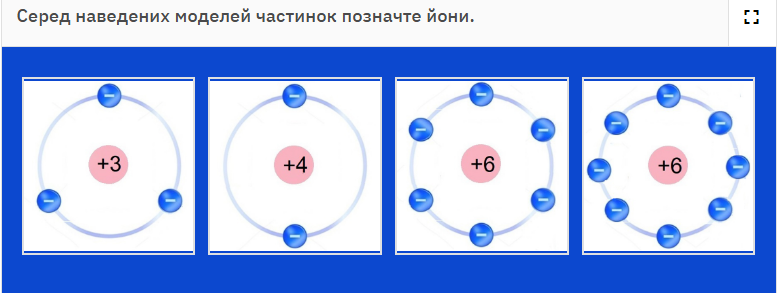 Серед наведених моделей частинок позначте йони.
+3 +4 +6 +6